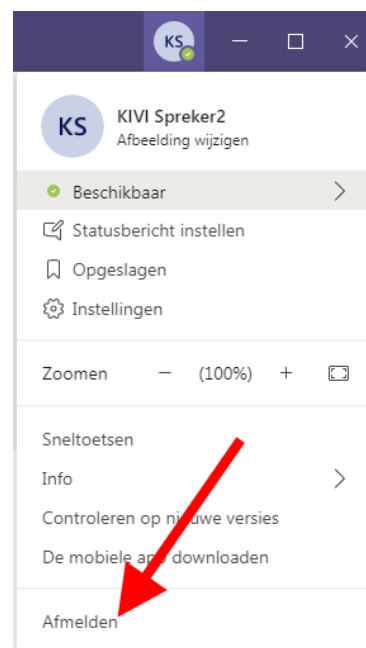 KS
KS
KIVI Spreker2
Afbeelding wijzigen
Beschikbaar
Statusbericht instellen
Opgeslagen
Instellingen
Zoomen − (100%) +
Sneltoetsen
Info
Controleren op nieuwe versies
De mobiele app downloaden
Afmelden